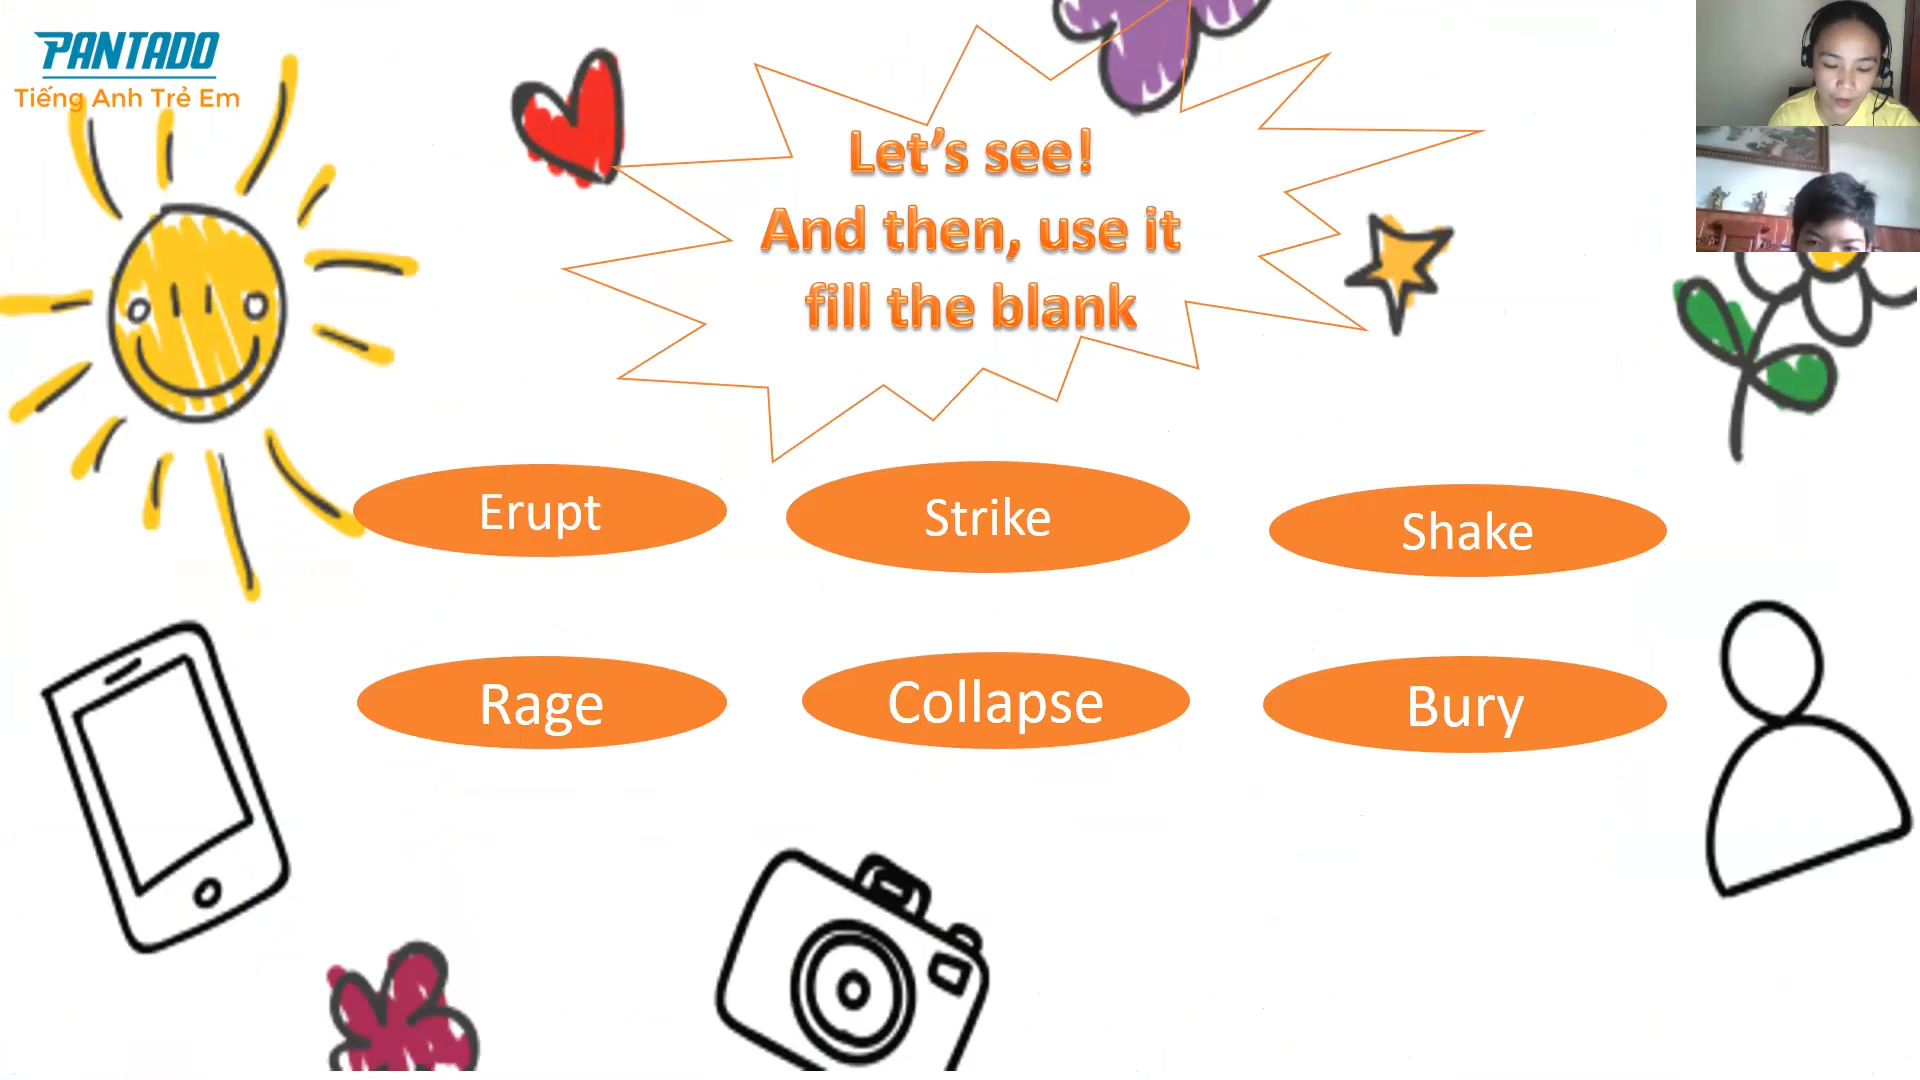 PANTADO
Tiếng Anh Trẻ Em
Let’s see!
And then, use it
fill the blank
Erupt
Strike
Shake
Rage
Collapse
Bury